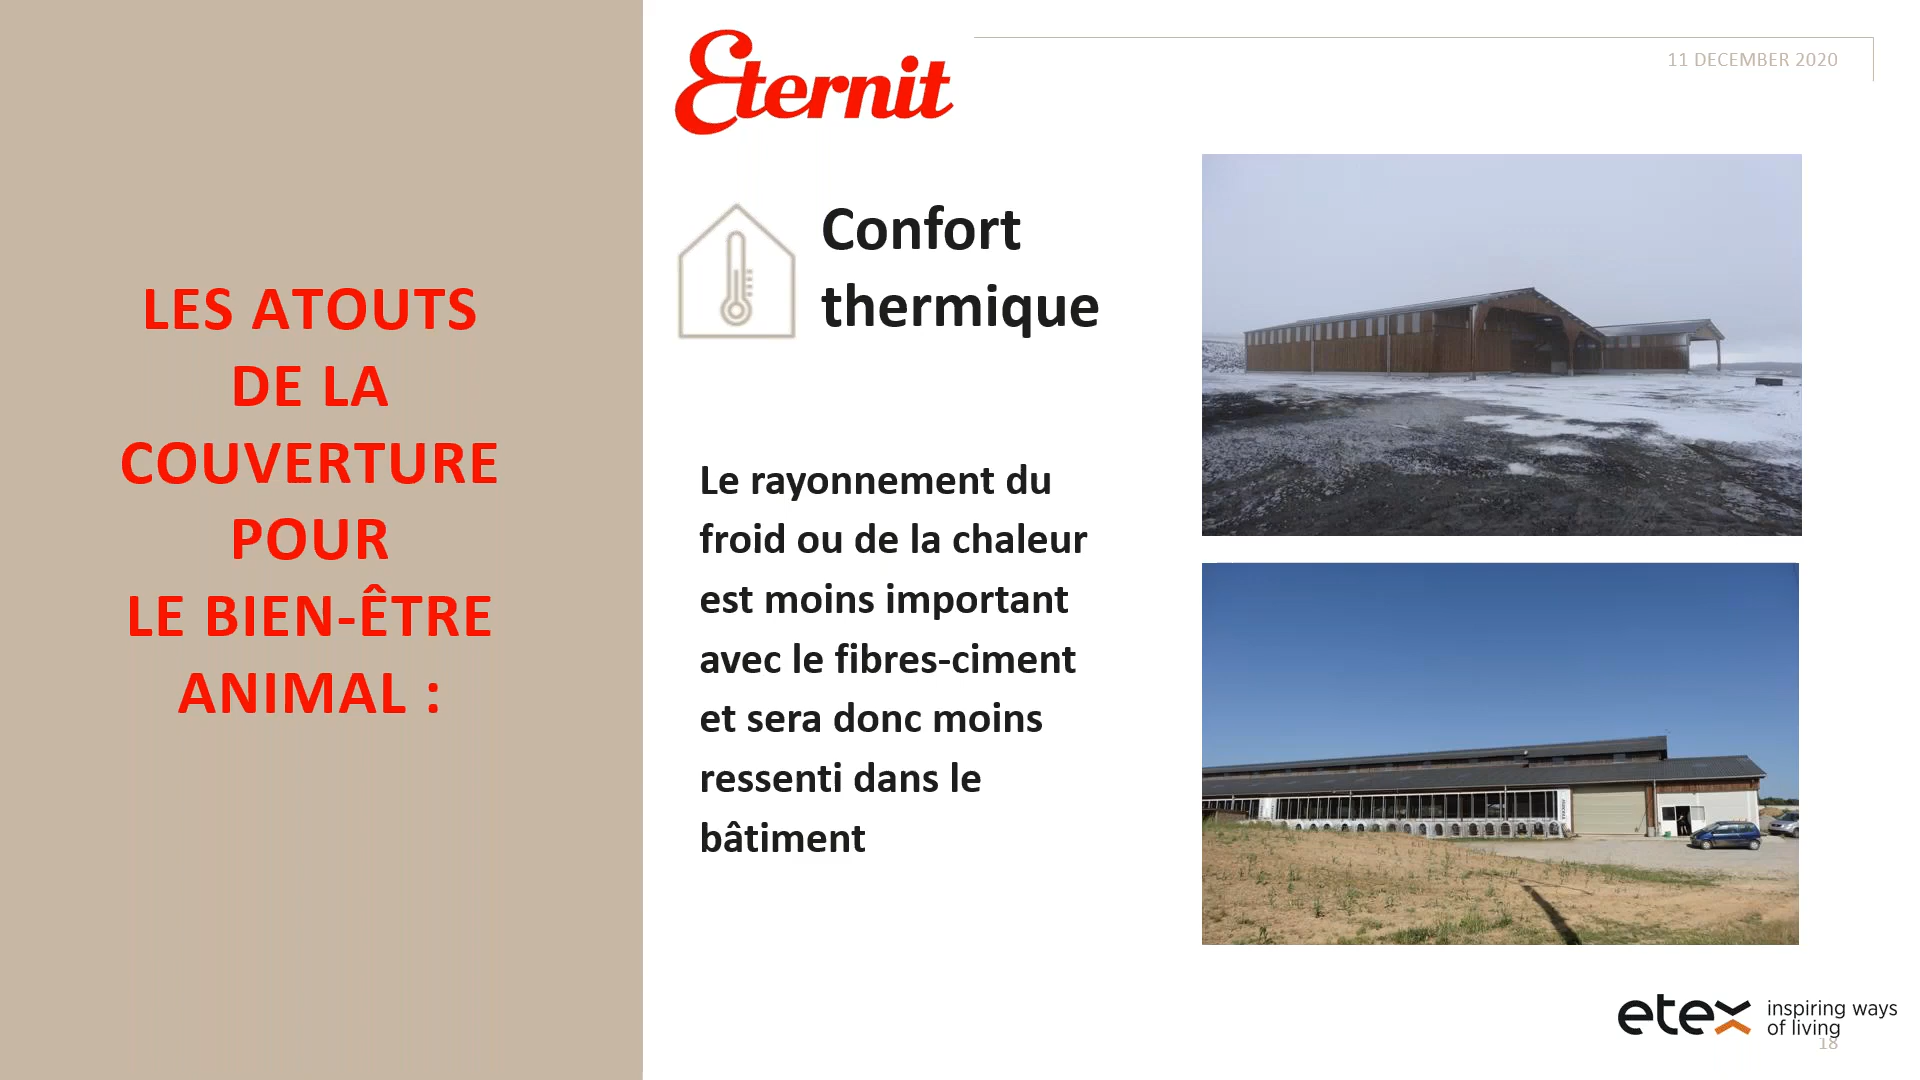 LES ATOUTS
DE LA
COUVERTURE
POUR
LE BIEN-ÊTRE
ANIMAL :
Eternit
11 DECEMBER 2020
Confort
thermique
Le rayonnement du
froid ou de la chaleur
est moins important
avec le fibres-ciment
et sera donc moins
ressenti dans le
bâtiment
etex
inspiring ways
of living
18